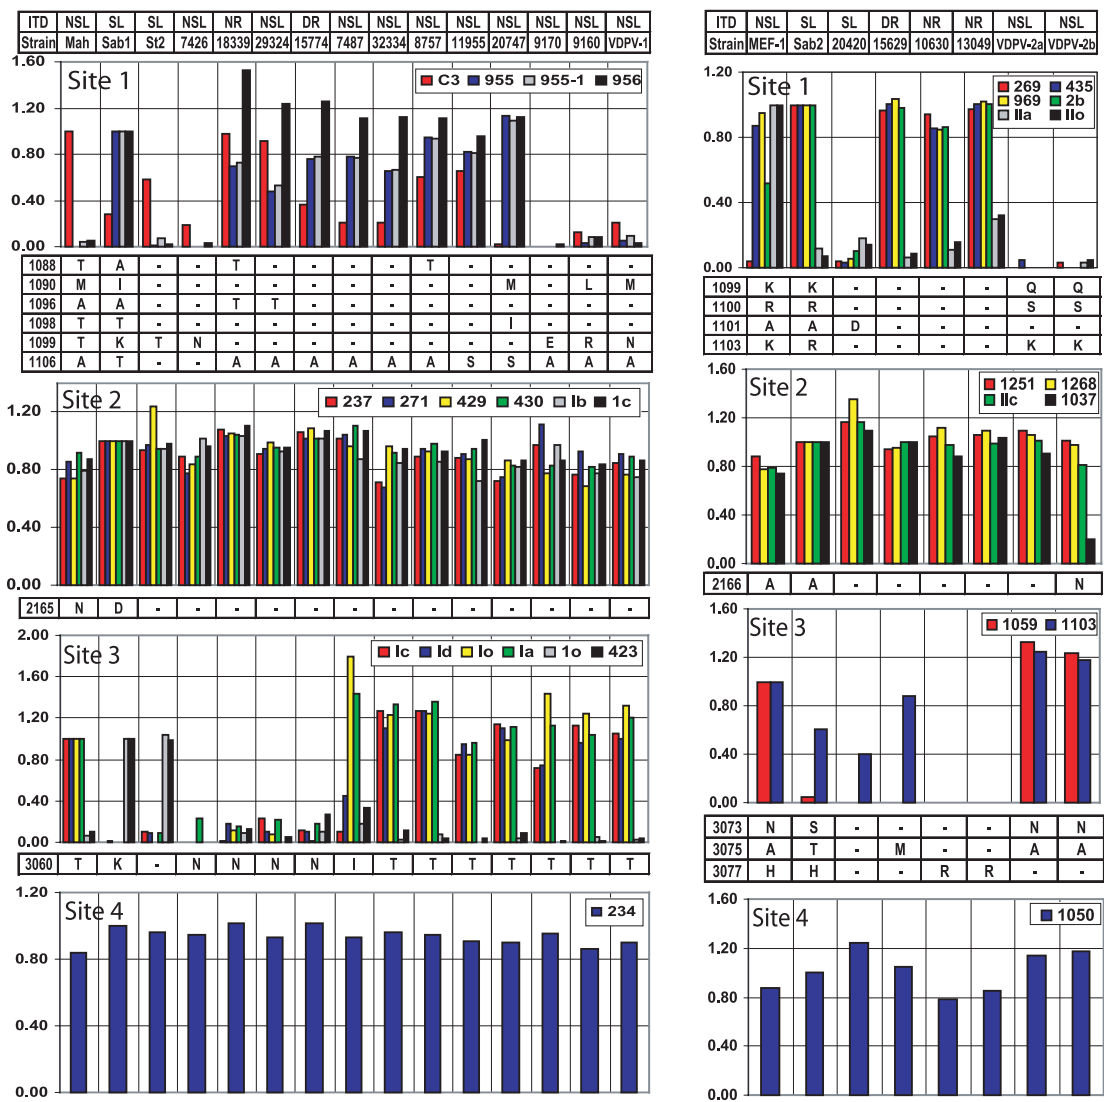 ITD NSL SL SL NSL NR NSL DR NSL NSL NSL NSL NSL NSL NSL NSL
Strain Mah Sab1 St2 7426 18339 29324 15774 7487 32334 8757 11955 20747 9170 9160 VDPV-1
1.60
Site 1
C3 955 955-1 956
1.20
0.80
0.40
0.00
1088 T A - - T - - - - T - - - - -
1090 M I - - - - - - - - - M - L M
1096 A A - - T T - - - - - - - - -
1098 T T - - - - - - - - - I - - -
1099 T K T N - - - - - - - - E R N
1106 A T - - A A A A A A S S A A A
Site 2
237 271 429 430 Ib 1c
1.20
0.80
0.40
0.00
2165 N D - - - - - - - - - - - - -
2.00
Site 3
Ic Id Io Ia 1o 423
1.60
1.20
0.80
0.40
0.00
3060 T K - N N N N I T T T T T T T
1.20
Site 4
234
0.80
0.40
0.00
ITD NSL SL SL DR NR NR NSL NSL
Strain MEF-1 Sab2 20420 15629 10630 13049 VDPV-2a VDPV-2b
1.20
Site 1
269 435
969 2b
IIa IIo
0.80
0.40
0.00
1099 K K - - - - Q Q
1100 R R - - - - S S
1101 A A D - - - - -
1103 K R - - - - K K
1.60
Site 2
1251 1268
IIc 1037
1.20
0.80
0.40
0.00
2166 A A - - - - - N
1.60
Site 3
1059 1103
1.20
0.80
0.40
0.00
3073 N S - - - - N N
3075 A T - M - - A A
3077 H H - - R R - -
1.60
Site 4
1050
1.20
0.80
0.40
0.00